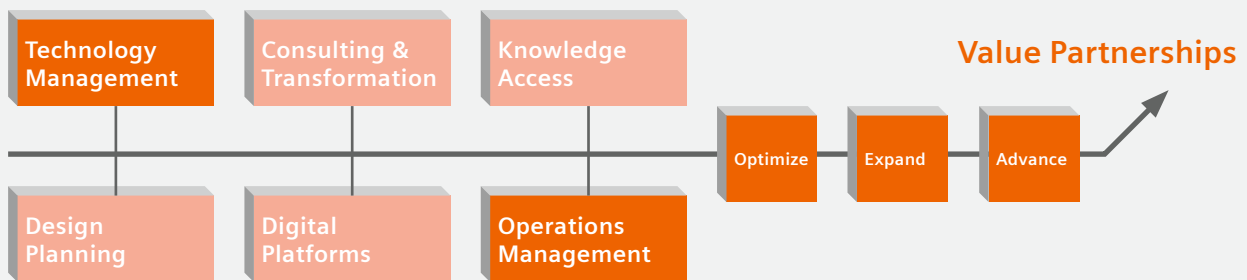 Technology
Management
Consulting &
Transformation
Knowledge
Access
Value Partnerships
Optimize
Expand
Advance
Design
Planning
Digital
Platforms
Operations
Management